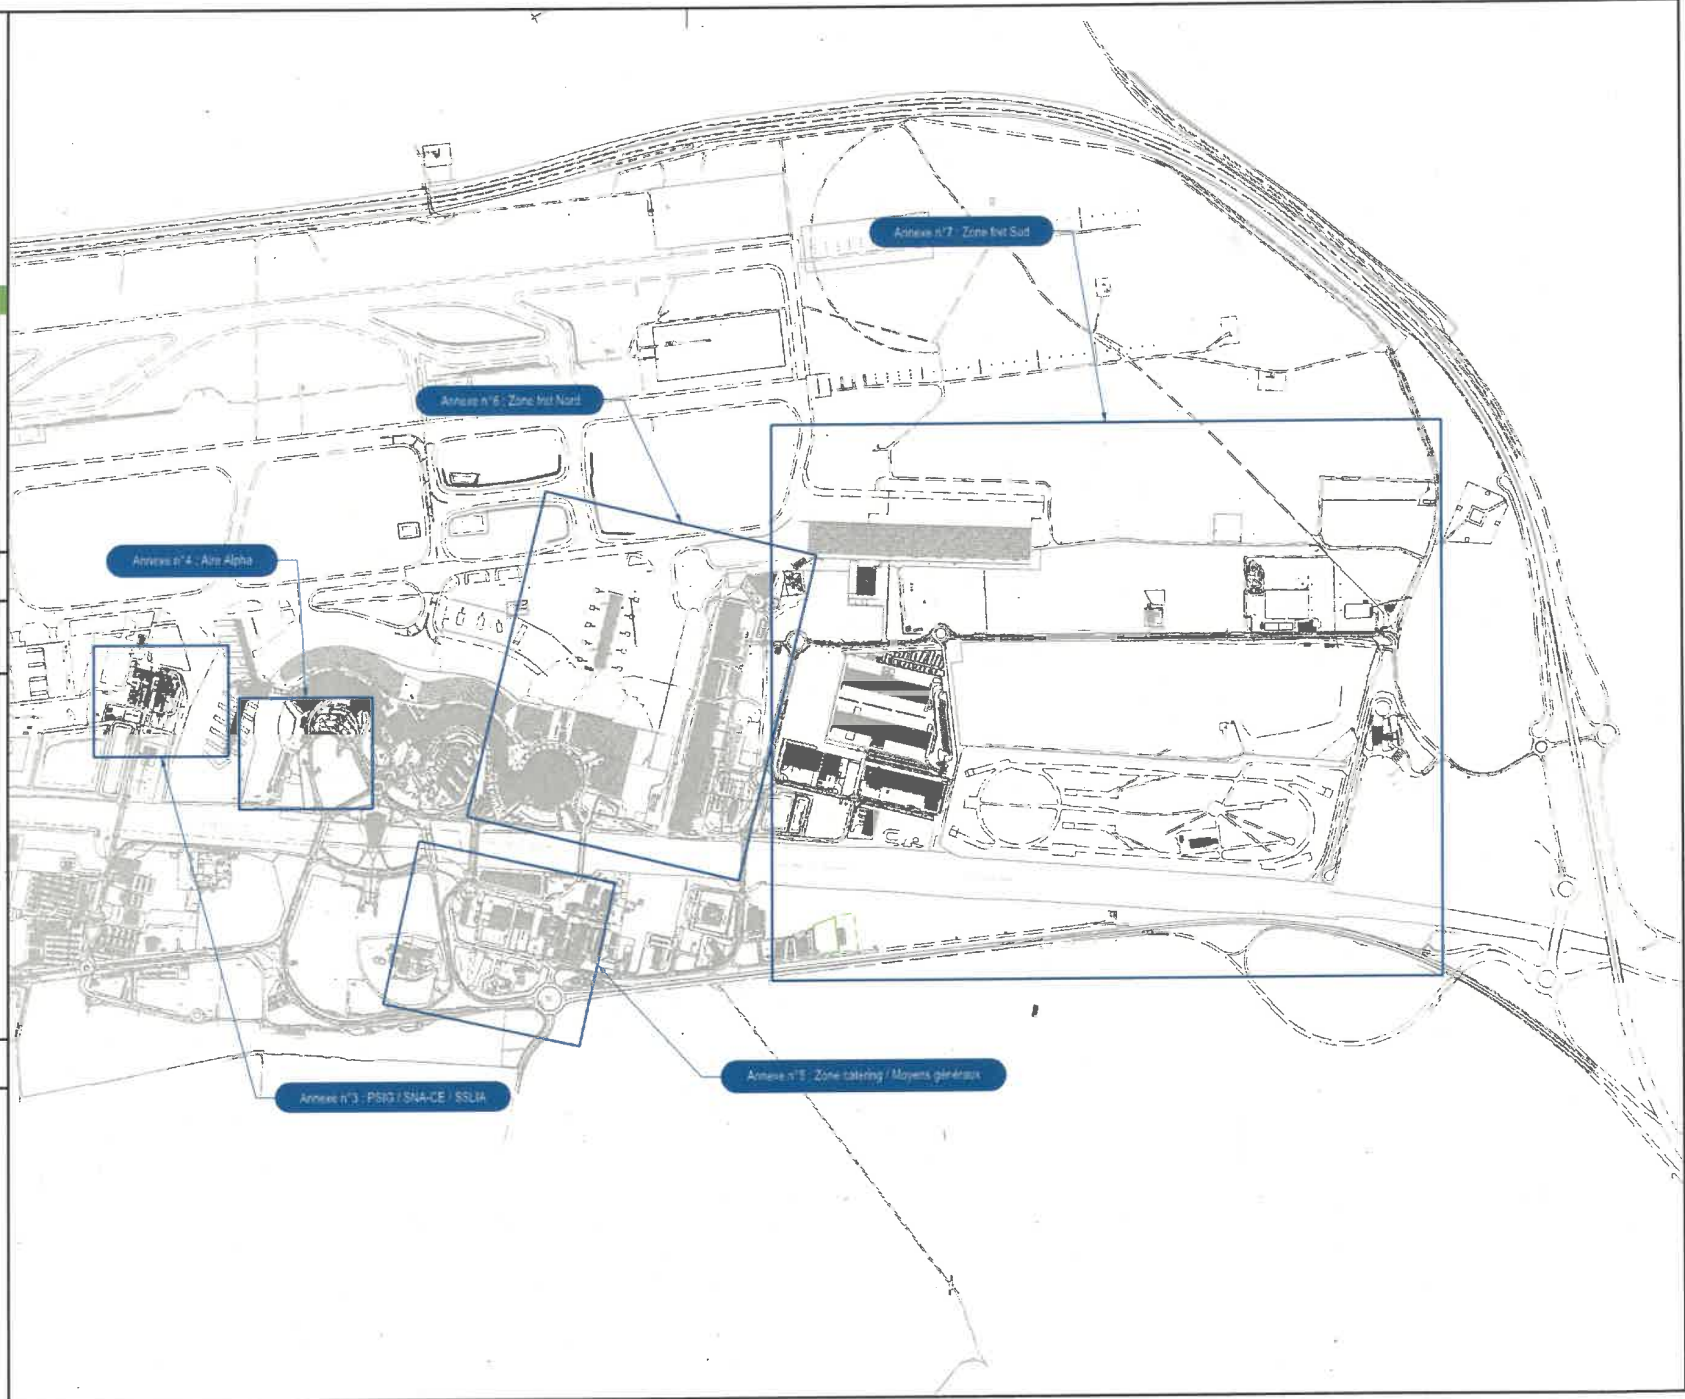 Annexe n°7 : Zone fret Sud
Annexe n°6 : Zone fret Nord
Annexe n°4 : Aire Alpha
Annexe n°5 : Zone catering / Moyens généraux
Annexe n°3 : PSIG / SNA-CE / SSLIA